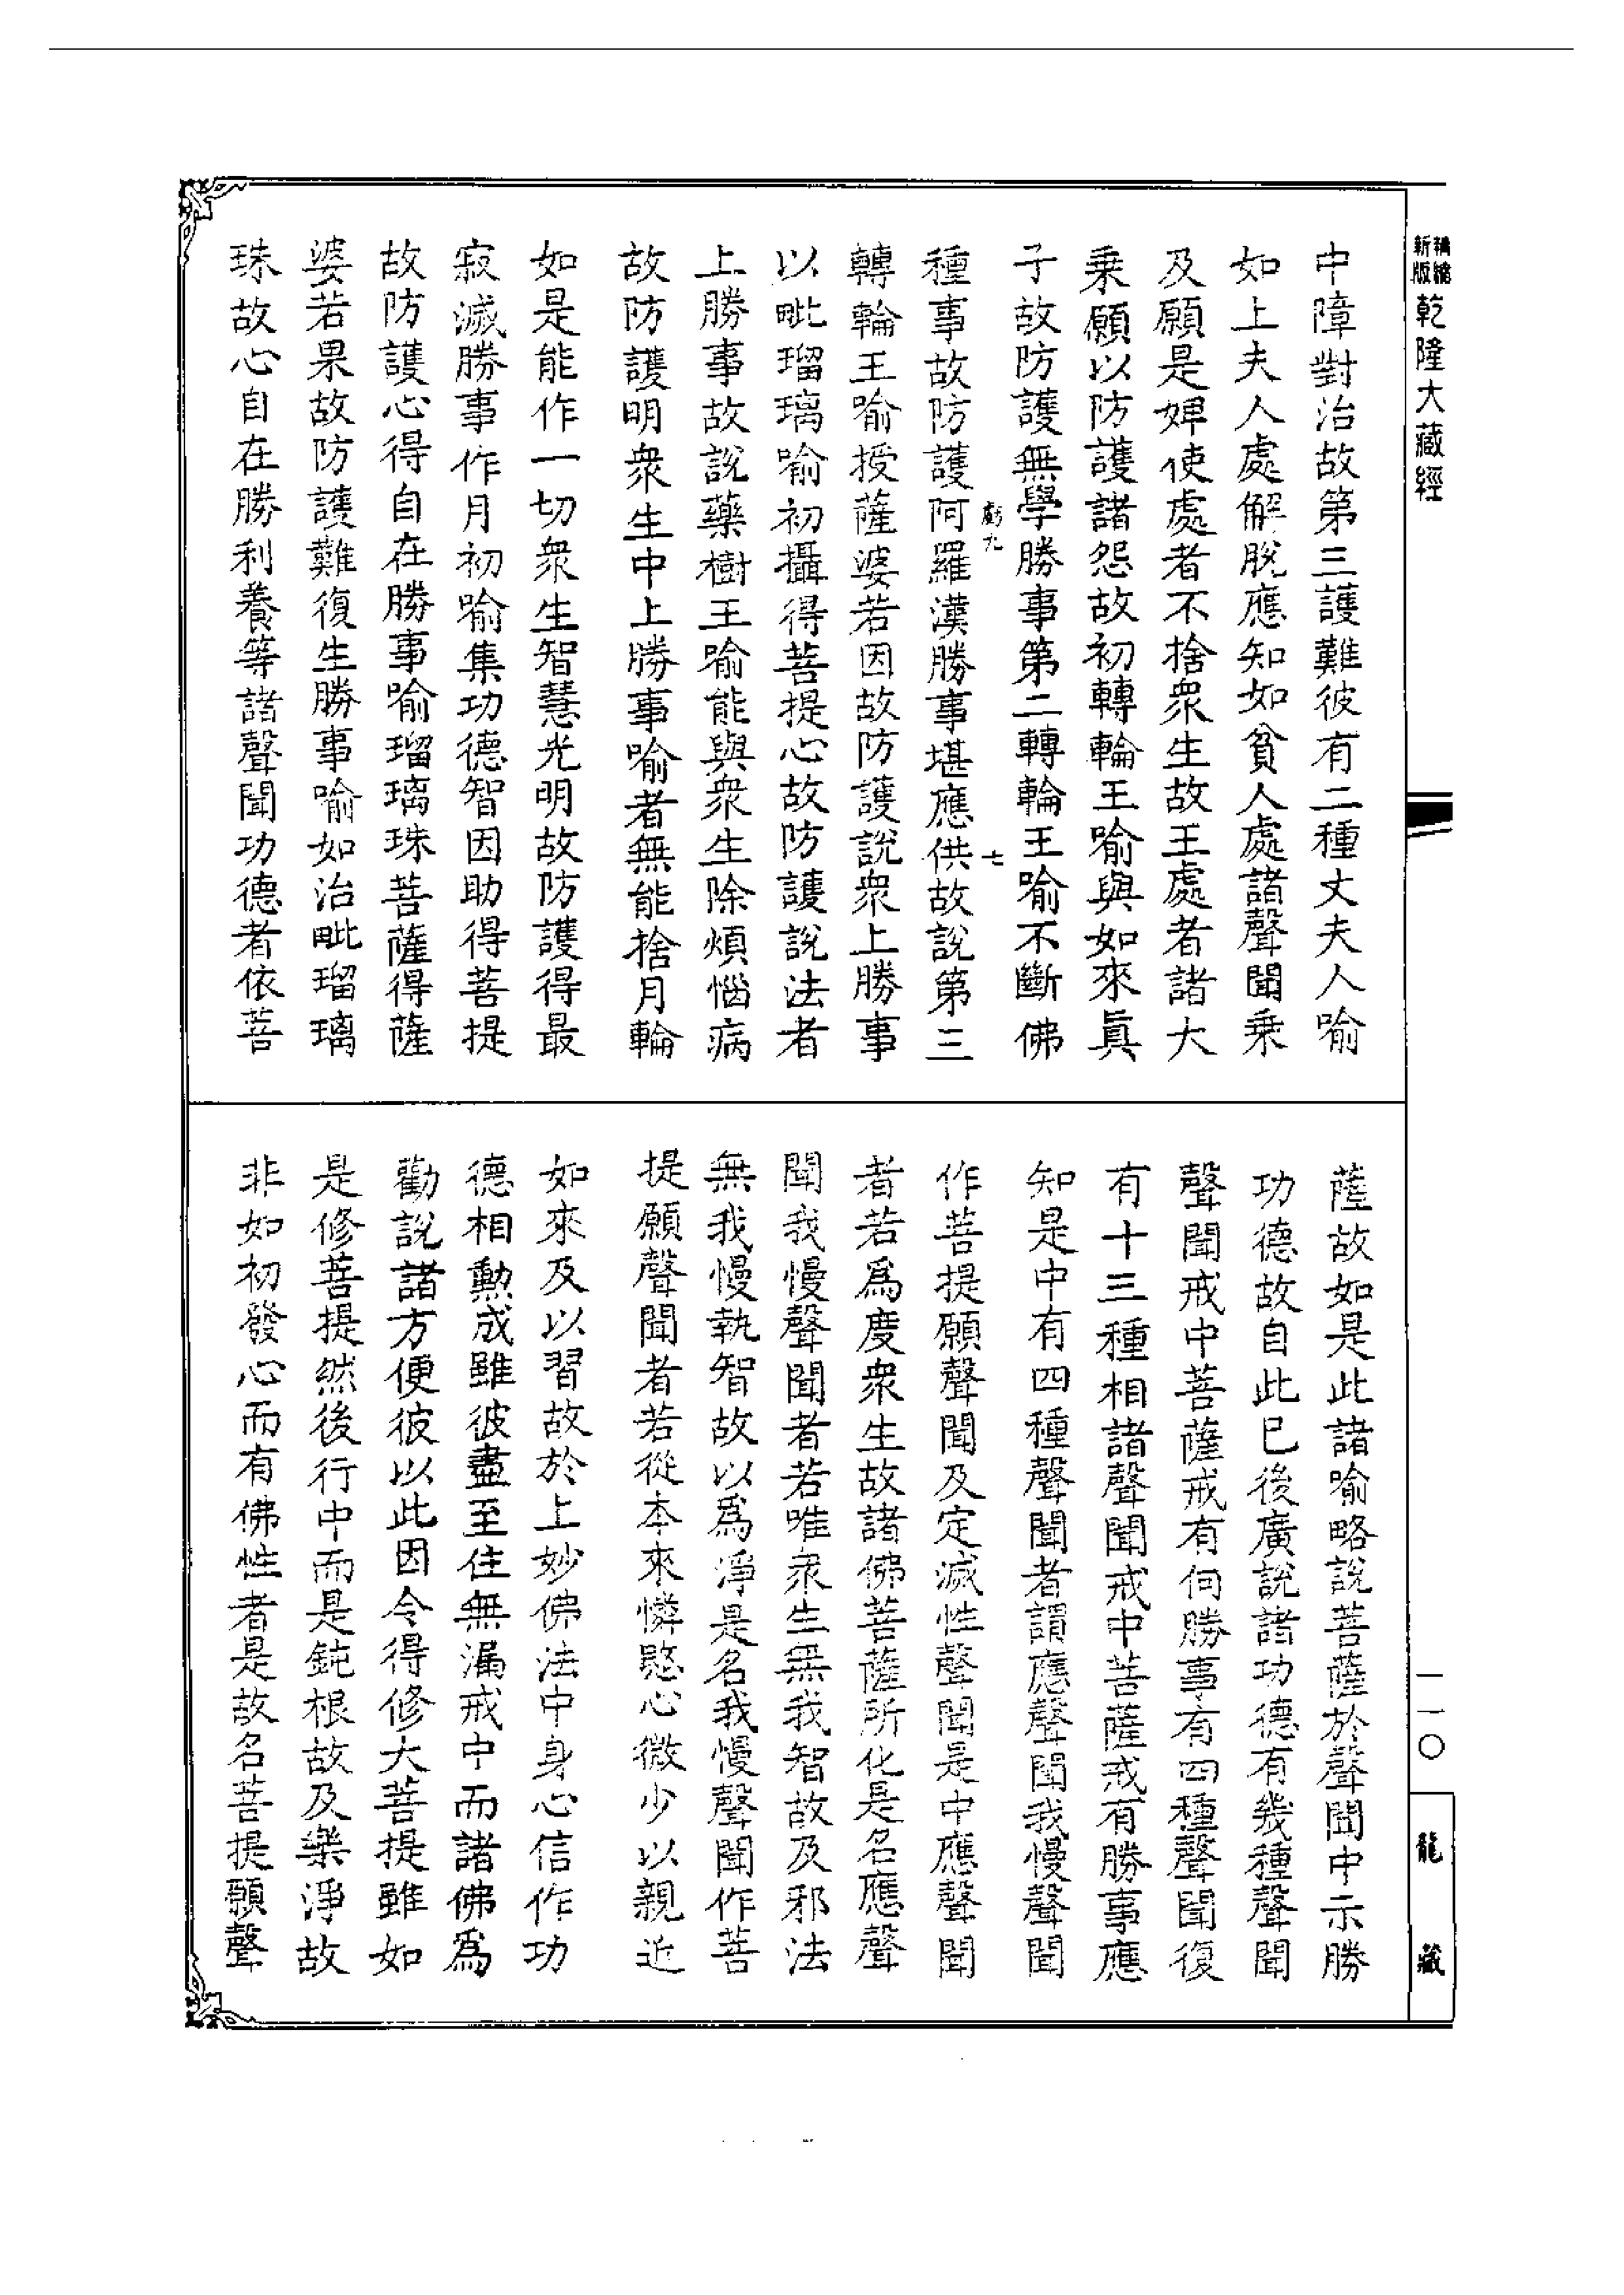 新編
版縮
乾隆大藏經
一一〇
龍藏
中障對治故第三護難彼有二種丈夫人喻
如上夫人處解脫應知如貧人處諸聲聞乘
及願是婢使處者不捨衆生故王處者諸大
乘願以防護諸怨故初轉輪王喻與如來眞
子故防護無學勝事第二轉輪王喻不斷佛
虧九
七
種事故防護阿羅漢勝事堪應供故說第三
轉輪王喻授薩婆若因故防護說衆上勝事
以毗瑠璃喻初攝得菩提心故防護說法者
上勝事故說藥樹王喻能與衆生除煩惱病
故防護明衆生中上勝事喻者無能捨月輪
如是能作一切衆生智慧光明故防護得最
寂滅勝事作月初喻集功德智因助得菩提
故防護心得自在勝事喻瑠璃珠菩薩得薩
婆若果故防護難復生勝事喻如治毗瑠璃
珠故心自在勝利養等諸聲聞功德者依菩
薩故如是此諸喻略說菩薩於聲聞中示勝
功德故自此已後廣說諸功德有幾種聲聞
聲聞戒中菩薩戒有何勝事有四種聲聞復
有十三種相諸聲聞戒中菩薩戒有勝事應
知是中有四種聲聞者謂應聲聞我慢聲聞
作菩提願聲聞及定滅性聲聞是中應聲聞
者若爲度衆生故諸佛菩薩所化是名應聲
聞我慢聲聞者若唯衆生無我智故及邪法
無我慢執智故以爲淨是名我慢聲聞作菩
提願聲聞者若從本來憐愍心微少以親近
如來及以習故於上妙佛法中身心信作功
德相勲成雖彼盡至住無漏戒中而諸佛爲
勸說諸方便彼以此因令得修大菩提雖如
是修菩提然後行中而是鈍根故及樂淨故
非如初發心而有佛性者是故名菩提願聲